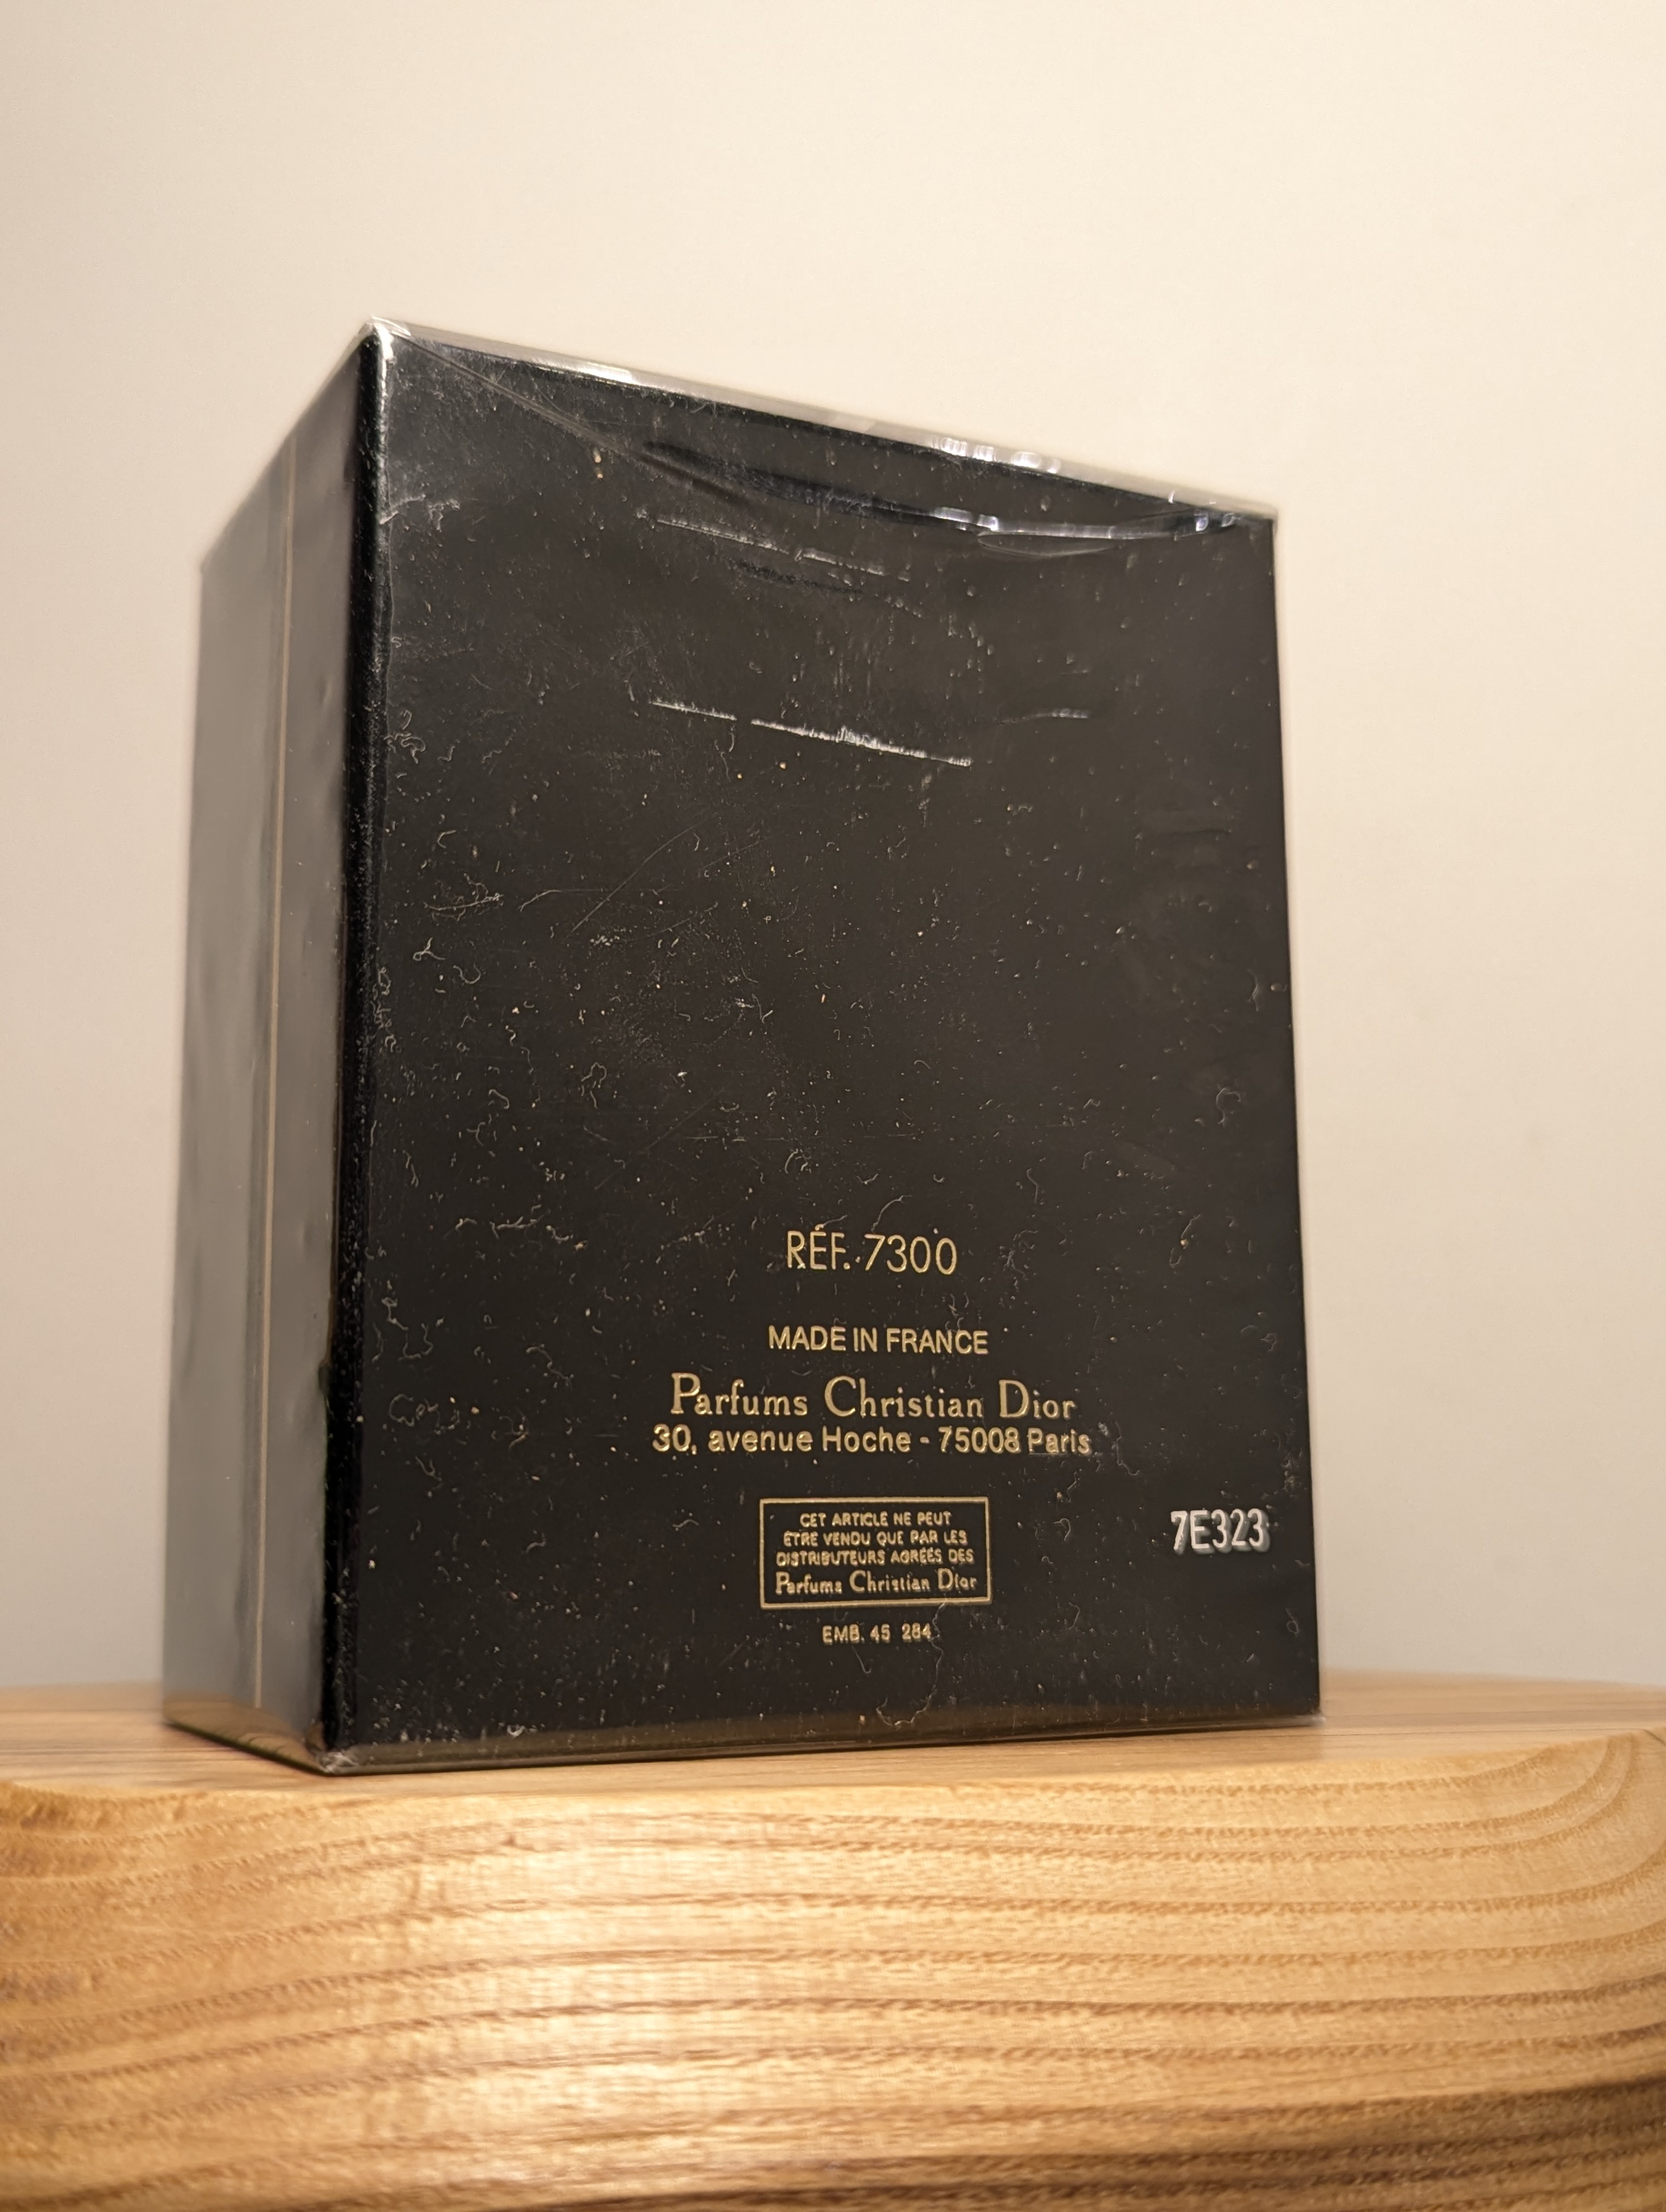 RÉF. 7300
MADE IN FRANCE
Parfums Christian Dior
30, avenue Hoche - 75008 Paris
CET ARTICLE NE PEUT
ÊTRE VENDU QUE PAR LES
DISTRIBUTEURS AGRÉÉS DES
Parfums Christian Dior
EMB. 45 284
7E323